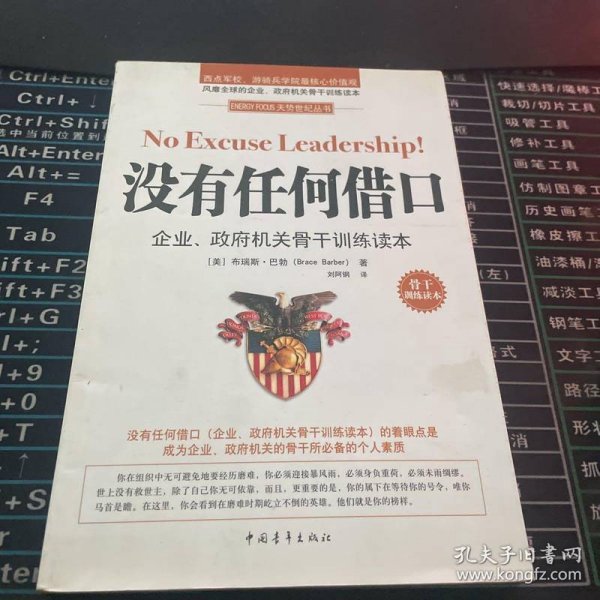 西点军校、游骑兵学院最核心价值观
风靡全球的企业、政府机关骨干训练读本
ENERGY FOCUS 天势世纪丛书
No Excuse Leadership!
没有任何借口
企业、政府机关骨干训练读本
[美] 布瑞斯·巴勃 (Brace Barber) 著
刘阿钢 译
骨干
训练读本
没有任何借口（企业、政府机关骨干训练读本）的着眼点是
成为企业、政府机关的骨干所必备的个人素质
你在组织中无可避免地要经历磨难，你必须迎接暴风雨，必须身负重荷，必须未雨绸缪。
世上没有救世主，除了自己你无可依靠，而且，更重要的是，你的属下在等待你的号令，唯你
马首是瞻。在这里，你会看到在磨难时期屹立不倒的英雄。他们就是你的榜样。
中国青年出版社
Ctrl+Enter
Ctrl+↓
选中当前位置到
Alt+Enter
Alt+=
F4
Tab
ift+F2
ift+F3
l+G
l+;
+9
+0
+T
+S
nter
快速选择/魔棒工
裁切/切片工具
吸管工具
修补工具
画笔工具
仿制图章工
历史画笔工
橡皮擦工
油漆桶/
减淡工具
钢笔工
文字工
路径
形状
抓
消
孔夫子旧书网
www.kongfz.com